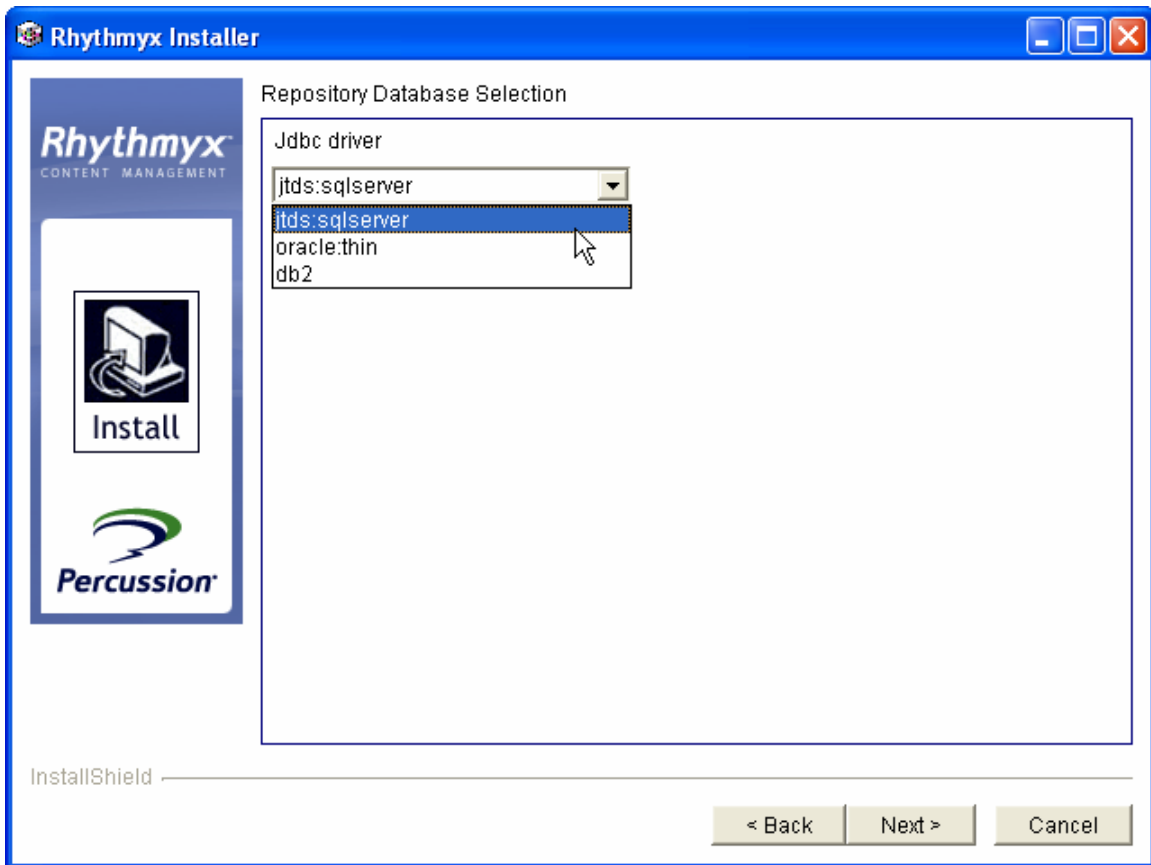 Rhythmyx Installer
Rhythmyx
CONTENT MANAGEMENT
Install
Percussion
Repository Database Selection
Jdbc driver
jtds:sqlserver
jtds:sqlserver
oracle:thin
db2
InstallShield
< Back
Next >
Cancel